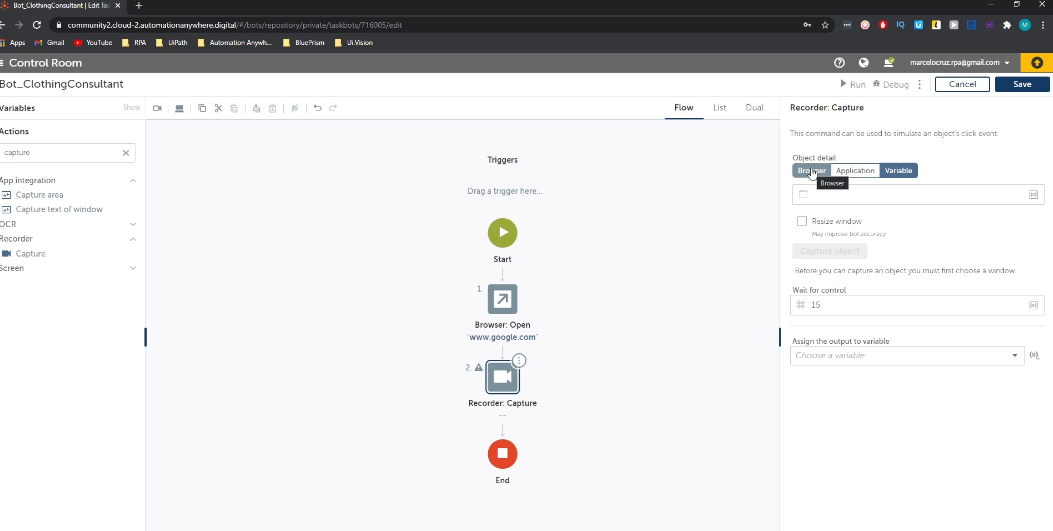 Bot_ClothingConsultant | Edit Tas
community2.cloud-2.automationanywhere.digital/#/bots/repository/private/taskbots/716005/edit
Apps Gmail YouTube RPA UiPath Automation Anywh... BluePrism Ui.Vision
Control Room
marcelocruz.rpa@gmail.com
Bot_ClothingConsultant
Run Debug Cancel Save
Variables Show
Flow List Dual
Recorder: Capture
Actions
This command can be used to simulate an object's click event.
capture
Object detail
Browser Application Variable
Browser
Triggers
Drag a trigger here...
App integration
Capture area
Capture text of window
OCR
Recorder
Capture
Screen
Resize window
May improve bot accuracy
Capture object
Before you can capture an object you must first choose a window.
Wait for control
# 15
Assign the output to variable
Choose a variable
(x)
Start
1.
Browser: Open
"www.google.com"
2.
Recorder: Capture
--
End